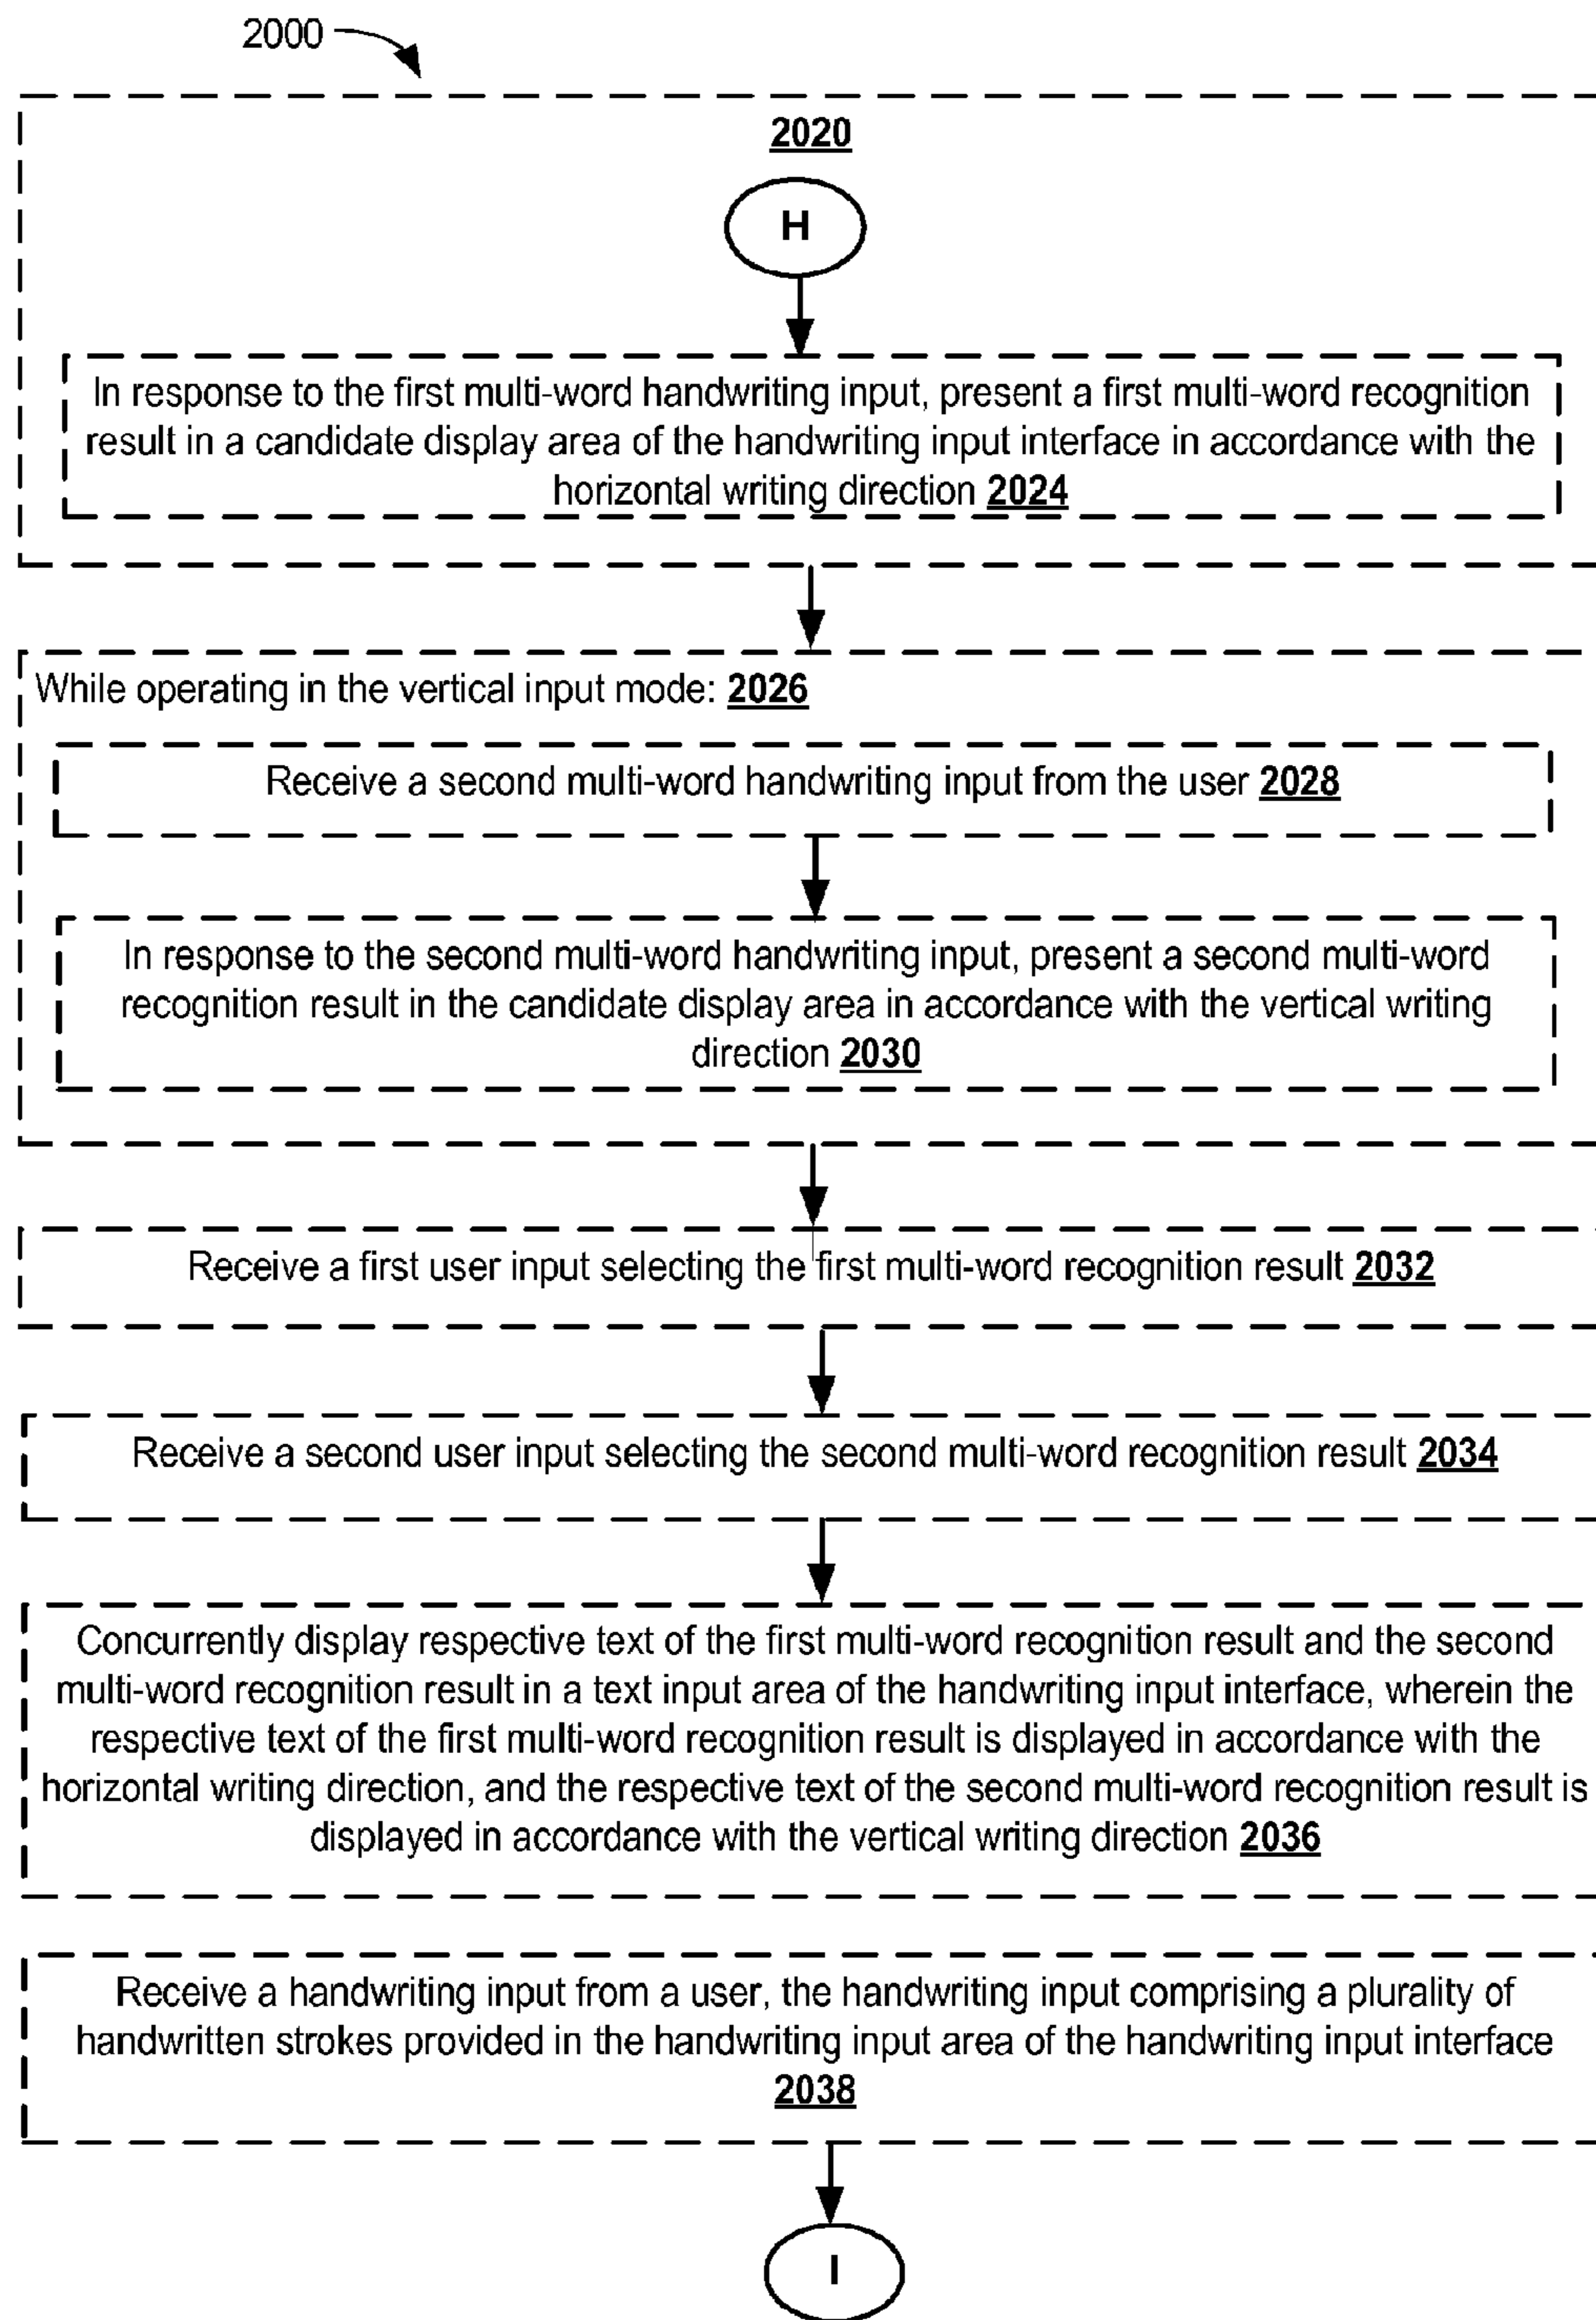 2000
2020
H
In response to the first multi-word handwriting input, present a first multi-word recognition
result in a candidate display area of the handwriting input interface in accordance with the
horizontal writing direction 2024
While operating in the vertical input mode: 2026
Receive a second multi-word handwriting input from the user 2028
In response to the second multi-word handwriting input, present a second multi-word
recognition result in the candidate display area in accordance with the vertical writing
direction 2030
Receive a first user input selecting the first multi-word recognition result 2032
Receive a second user input selecting the second multi-word recognition result 2034
Concurrently display respective text of the first multi-word recognition result and the second
multi-word recognition result in a text input area of the handwriting input interface, wherein the
respective text of the first multi-word recognition result is displayed in accordance with the
horizontal writing direction, and the respective text of the second multi-word recognition result is
displayed in accordance with the vertical writing direction 2036
Receive a handwriting input from a user, the handwriting input comprising a plurality of
handwritten strokes provided in the handwriting input area of the handwriting input interface
2038
I